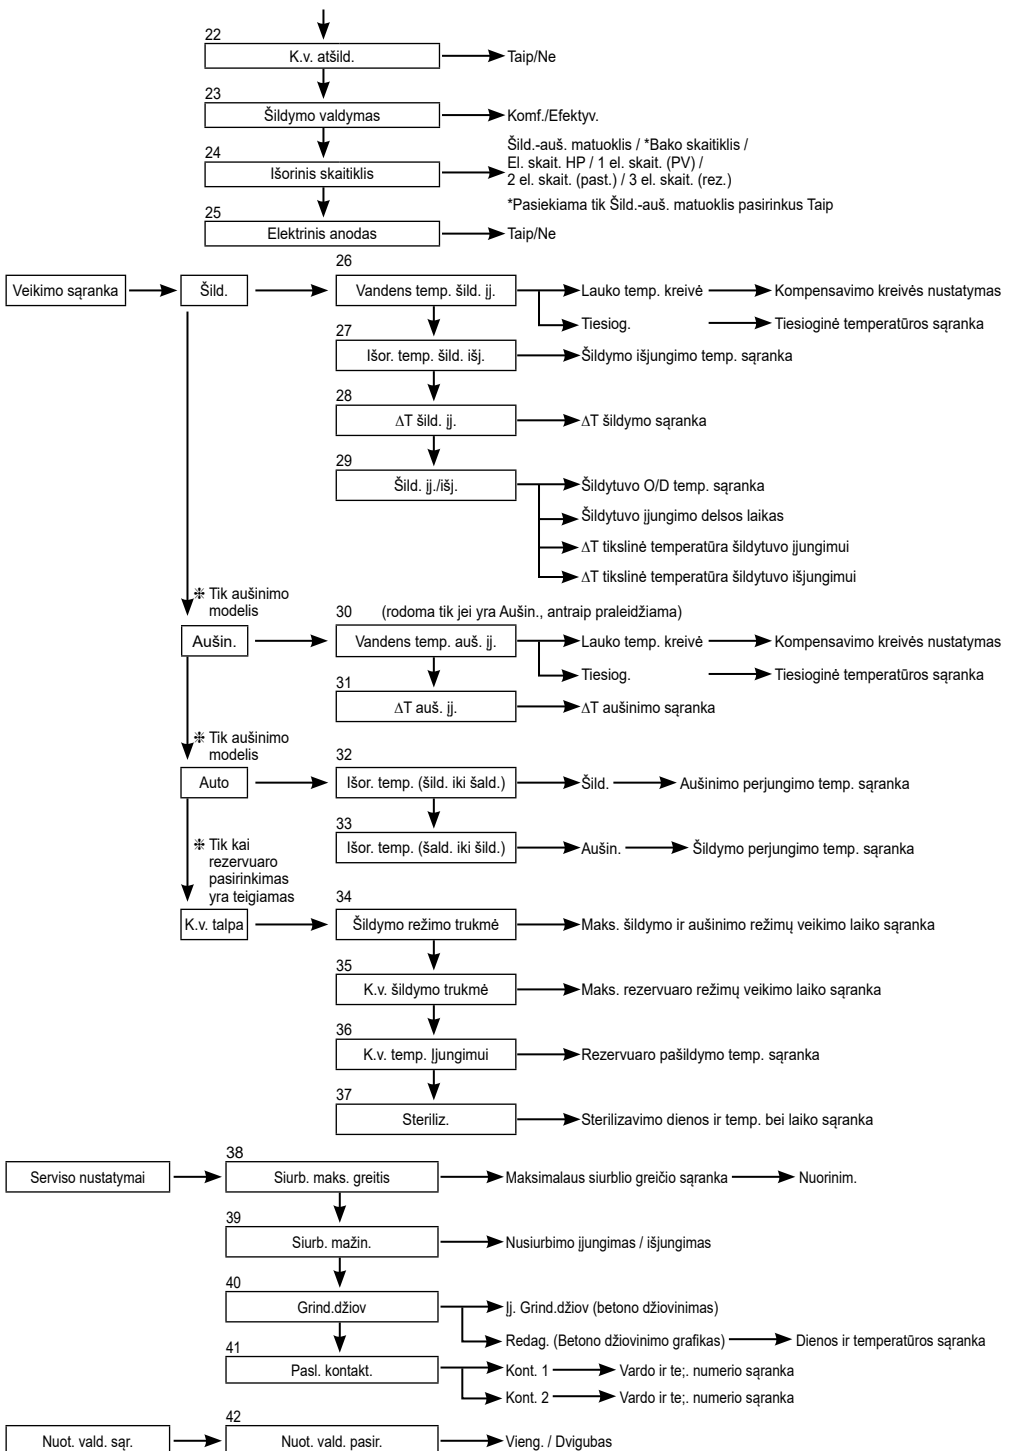 22
K.v. atšild.
Taip/Ne
23
Šildymo valdymas
Komf./Efektyv.
24
Išorinis skaitiklis
Šild.-auš. matuoklis / *Bako skaitiklis /
El. skait. HP / 1 el. skait. (PV) /
2 el. skait. (past.) / 3 el. skait. (rez.)
*Pasiekiama tik Šild.-auš. matuoklis pasirinkus Taip
25
Elektrinis anodas
Taip/Ne
26
Veikimo sąranka
Šild.
Vandens temp. šild. įj.
Lauko temp. kreivė
Kompensavimo kreivės nustatymas
Tiesiog.
Tiesioginė temperatūros sąranka
27
Išor. temp. šild. išj.
Šildymo išjungimo temp. sąranka
28
∆T šild. įj.
∆T šildymo sąranka
29
Šild. įj./išj.
Šildytuvo O/D temp. sąranka
Šildytuvo įjungimo delsos laikas
∆T tikslinė temperatūra šildytuvo įjungimui
∆T tikslinė temperatūra šildytuvo išjungimui
❉ Tik aušinimo
modelis
30 (rodoma tik jei yra Aušin., antraip praleidžiama)
Aušin.
Vandens temp. auš. įj.
Lauko temp. kreivė
Kompensavimo kreivės nustatymas
Tiesiog.
Tiesioginė temperatūros sąranka
31
∆T auš. įj.
∆T aušinimo sąranka
❉ Tik aušinimo
modelis
32
Auto
Išor. temp. (šild. iki šald.)
Šild.
Aušinimo perjungimo temp. sąranka
33
Išor. temp. (šald. iki šild.)
Aušin.
Šildymo perjungimo temp. sąranka
❉ Tik kai
rezervuaro
pasirinkimas
yra teigiamas
34
K.v. talpa
Šildymo režimo trukmė
Maks. šildymo ir aušinimo režimų veikimo laiko sąranka
35
K.v. šildymo trukmė
Maks. rezervuaro režimų veikimo laiko sąranka
36
K.v. temp. Įjungimui
Rezervuaro pašildymo temp. sąranka
37
Steriliz.
Sterilizavimo dienos ir temp. bei laiko sąranka
38
Serviso nustatymai
Siurb. maks. greitis
Maksimalaus siurblio greičio sąranka
Nuorinim.
39
Siurb. mažin.
Nusiurbimo įjungimas / išjungimas
40
Grind.džiov
Įj. Grind.džiov (betono džiovinimas)
Redag. (Betono džiovinimo grafikas)
Dienos ir temperatūros sąranka
41
Pasl. kontakt.
Kont. 1
Vardo ir te;. numerio sąranka
Kont. 2
Vardo ir te;. numerio sąranka
42
Nuot. vald. sąr.
Nuot. vald. pasir.
Vieng. / Dvigubas